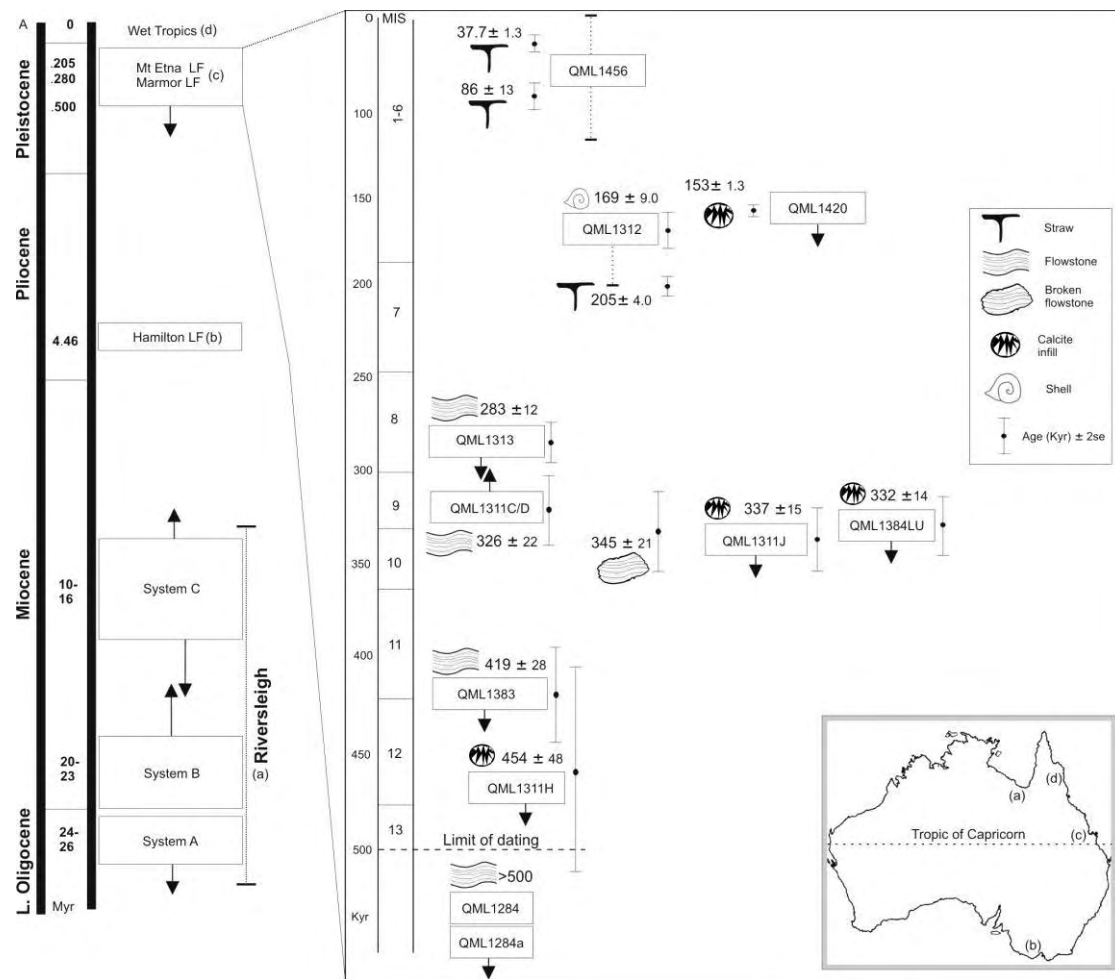 A
0
Wet Tropics (d)
Pleistocene
.205
.280
.500
Mt Etna LF
Marmor LF
(c)
Pliocene
4.46
Hamilton LF (b)
Miocene
10-
16
System C
20-
23
System B
Riversleigh
(a)
L. Oligocene
24-
26
System A
Myr
0
MIS
37.7± 1.3
QML1456
86 ± 13
100
1-6
150
169 ± 9.0
153± 1.3
QML1312
QML1420
200
7
205± 4.0
250
8
283 ±12
QML1313
300
9
QML1311C/D
326 ± 22
345 ± 21
337 ±15
QML1311J
332 ±14
QML1384LU
350
10
11
400
419 ± 28
QML1383
12
450
454 ± 48
QML1311H
13
Limit of dating
500
>500
QML1284
Kyr
QML1284a
Straw
Flowstone
Broken
flowstone
Calcite
infill
Shell
Age (Kyr) ± 2se
(a)
(d)
Tropic of Capricorn
(c)
(b)